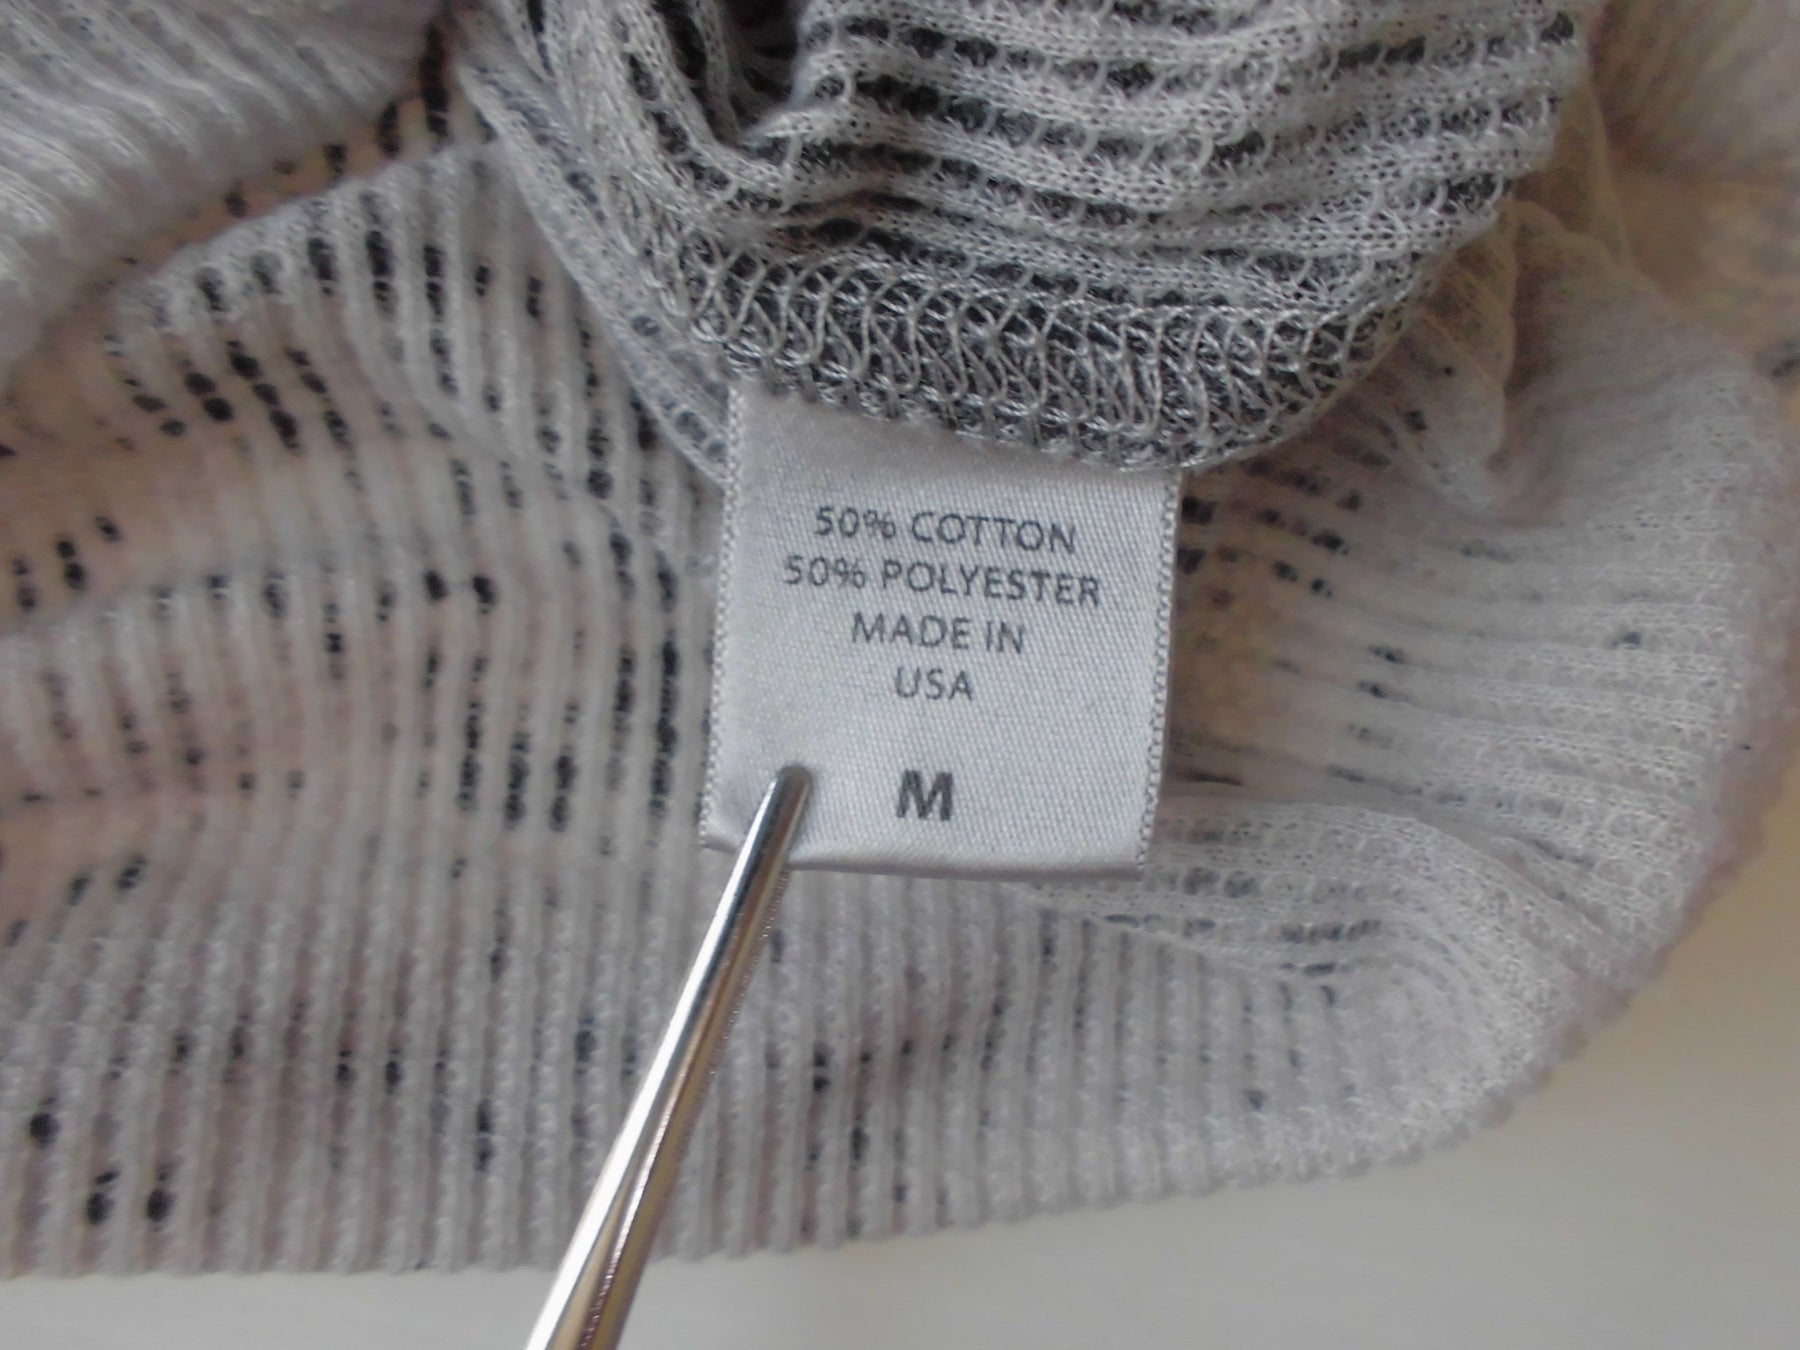 50% COTTON
50% POLYESTER
MADE IN
USA
M